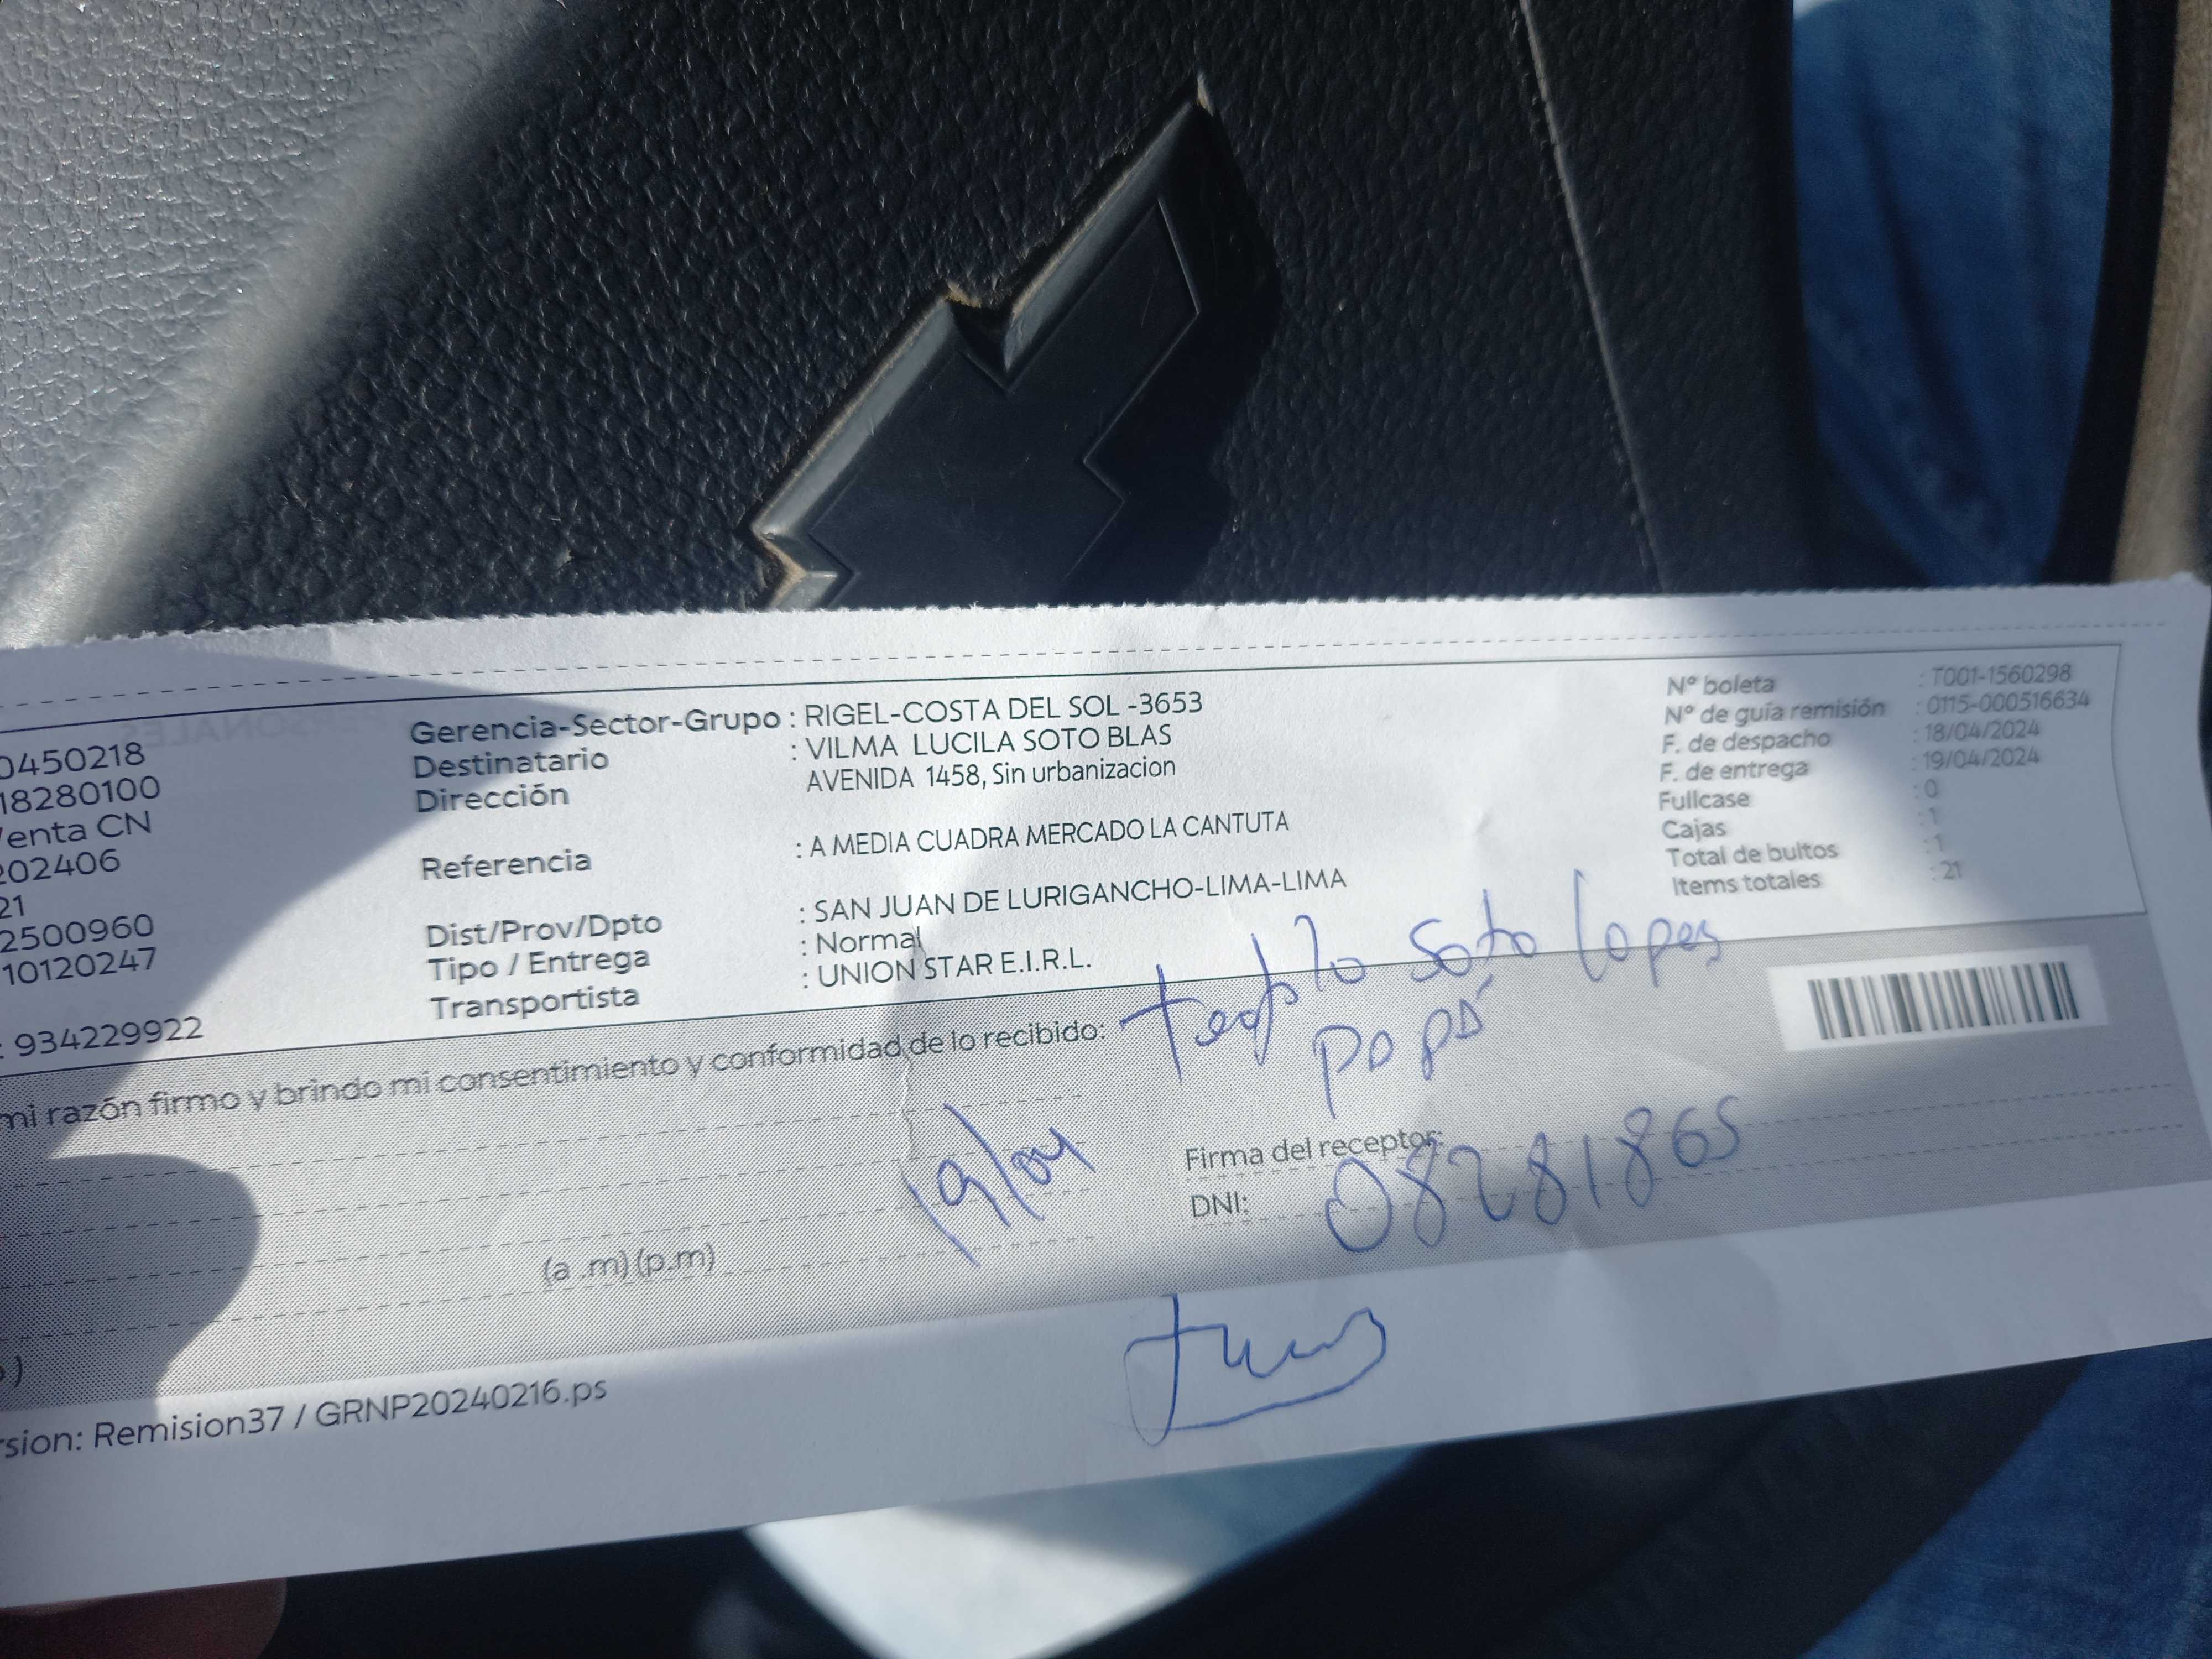 0450218
18280100
enta CN
202406
21
2500960
10120247
: 934229922
Gerencia-Sector-Grupo : RIGEL-COSTA DEL SOL -3653
Destinatario : VILMA LUCILA SOTO BLAS
Dirección AVENIDA 1458, Sin urbanizacion
Referencia : A MEDIA CUADRA MERCADO LA CANTUTA
Dist/Prov/Dpto : SAN JUAN DE LURIGANCHO-LIMA-LIMA
Tipo / Entrega : Normal
Transportista : UNION STAR E.I.R.L.
Nº boleta : T001-1560298
Nº de guía remisión : 0115-000516634
F. de despacho : 18/04/2024
F. de entrega : 19/04/2024
Fullcase : 0
Cajas : 1
Total de bultos : 1
Items totales : 21
mi razón firmo y brindo mi consentimiento y conformidad de lo recibido:
soto lopes
papá
19/04
Firma del receptor:
DNI: 08281865
(a .m) (p.m)
rsion: Remision37 / GRNP20240216.ps